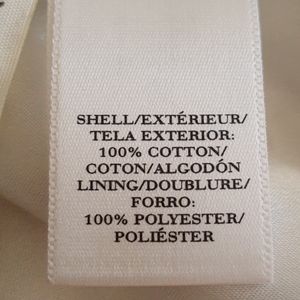 SHELL/EXTÉRIEUR/
TELA EXTERIOR:
100% COTTON/
COTON/ALGODÓN
LINING/DOUBLURE/
FORRO:
100% POLYESTER/
POLIÉSTER